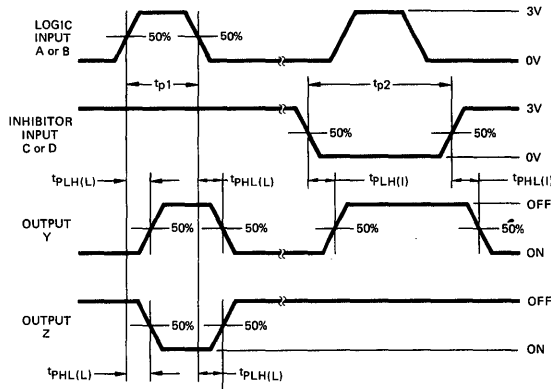 LOGIC
INPUT
A or B
50%
50%
3V
0V
tp1
tp2
INHIBITOR
INPUT
C or D
3V
50%
50%
0V
tPLH(L)
tPHL(L)
tPLH(I)
tPHL(I)
OUTPUT
Y
OFF
50%
50%
50%
50%
ON
OUTPUT
Z
OFF
50%
50%
ON
tPHL(L)
tPLH(L)